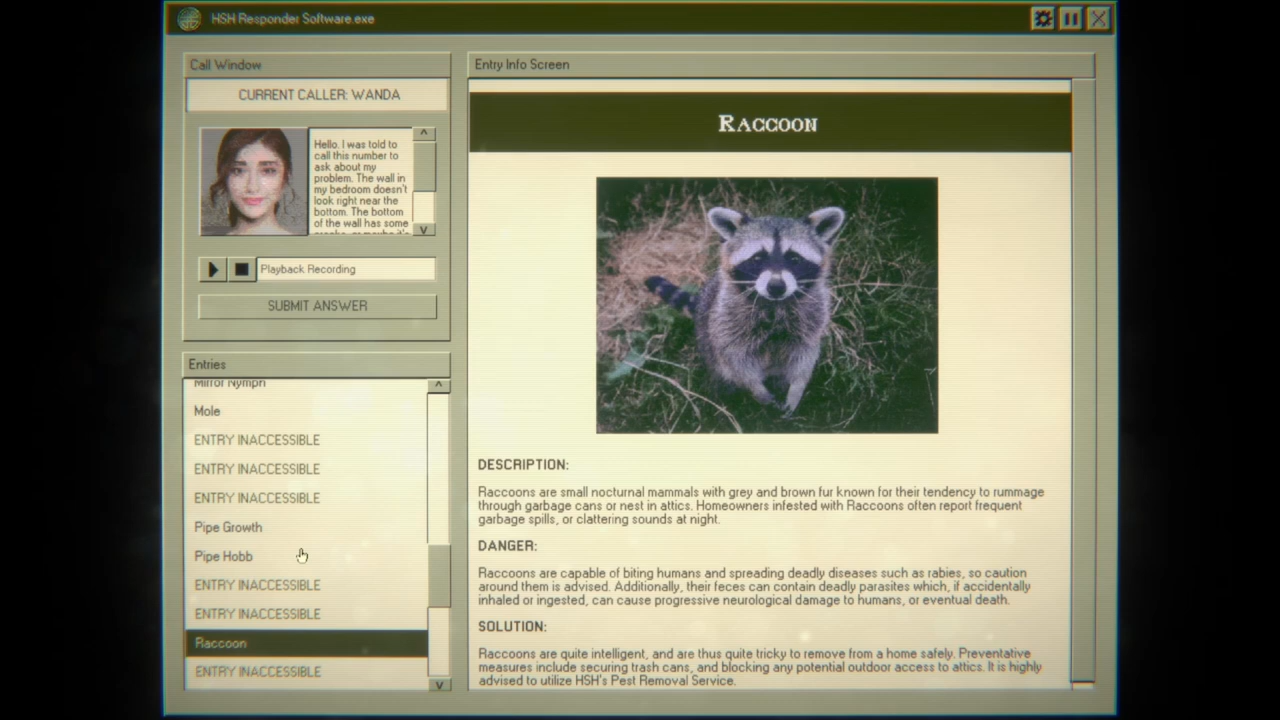 HSH Responder Software.exe
Call Window
CURRENT CALLER: WANDA
Hello. I was told to
call this number to
ask about my
problem. The wall in
my bedroom doesn't
look right near the
bottom. The bottom
of the wall has some
Playback Recording
SUBMIT ANSWER
Entries
Mirror Nymph
Mole
ENTRY INACCESSIBLE
ENTRY INACCESSIBLE
ENTRY INACCESSIBLE
Pipe Growth
Pipe Hobb
ENTRY INACCESSIBLE
ENTRY INACCESSIBLE
Raccoon
ENTRY INACCESSIBLE
Entry Info Screen
RACCOON
DESCRIPTION:
Raccoons are small nocturnal mammals with grey and brown fur known for their tendency to rummage
through garbage cans or nest in attics. Homeowners infested with Raccoons often report frequent
garbage spills, or clattering sounds at night.
DANGER:
Raccoons are capable of biting humans and spreading deadly diseases such as rabies, so caution
around them is advised. Additionally, their feces can contain deadly parasites which, if accidentally
inhaled or ingested, can cause progressive neurological damage to humans, or eventual death.
SOLUTION:
Raccoons are quite intelligent, and are thus quite tricky to remove from a home safely. Preventative
measures include securing trash cans, and blocking any potential outdoor access to attics. It is highly
advised to utilize HSH's Pest Removal Service.